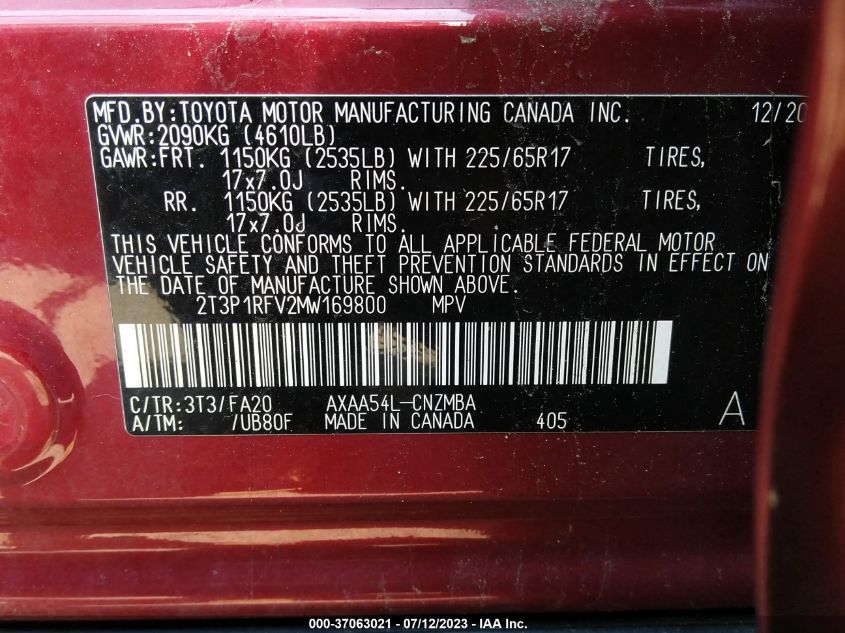 MFD.BY:TOYOTA MOTOR MANUFACTURING CANADA INC. 12/20
GVWR:2090KG (4610LB)
GAWR:FRT. 1150KG (2535LB) WITH 225/65R17 TIRES,
17x7.0J RIMS.
RR. 1150KG (2535LB) WITH 225/65R17 TIRES,
17x7.0J RIMS.
THIS VEHICLE CONFORMS TO ALL APPLICABLE FEDERAL MOTOR
VEHICLE SAFETY AND THEFT PREVENTION STANDARDS IN EFFECT ON
THE DATE OF MANUFACTURE SHOWN ABOVE.
2T3P1RFV2MW169800 MPV
C/TR:3T3/FA20 AXAA54L-CNZMBA A
A/TM: /UB80F MADE IN CANADA 405
000-37063021 - 07/12/2023 - IAA Inc.